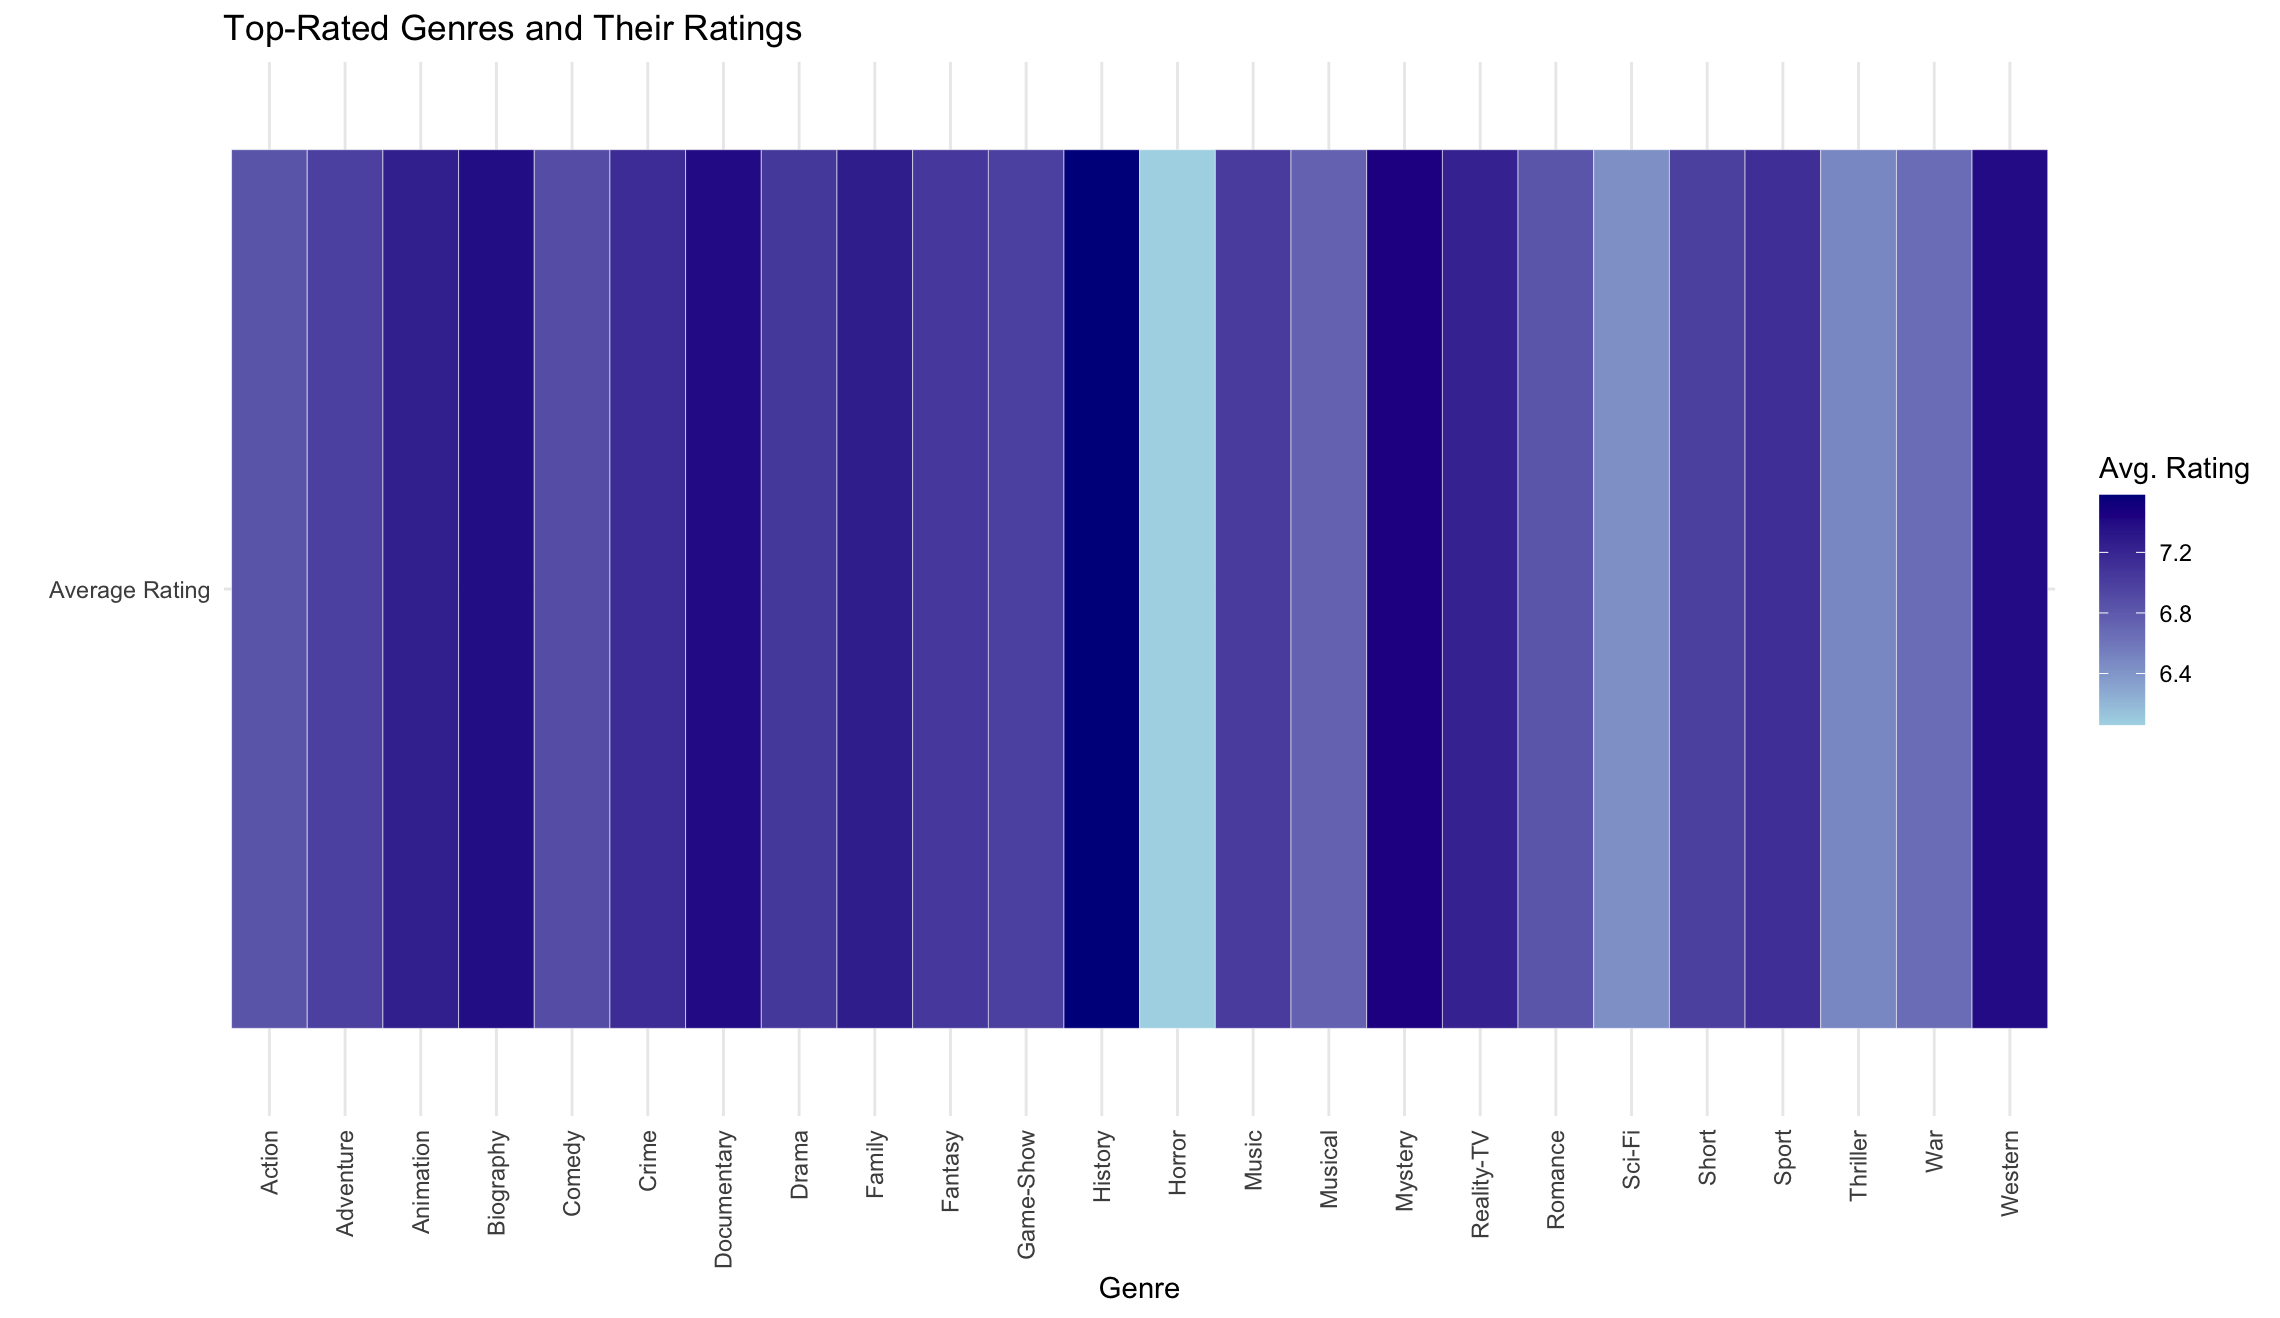 Top-Rated Genres and Their Ratings
Average Rating
Avg. Rating
7.2
6.8
6.4
Action
Adventure
Animation
Biography
Comedy
Crime
Documentary
Drama
Family
Fantasy
Game-Show
History
Horror
Music
Musical
Mystery
Reality-TV
Romance
Sci-Fi
Short
Sport
Thriller
War
Western
Genre